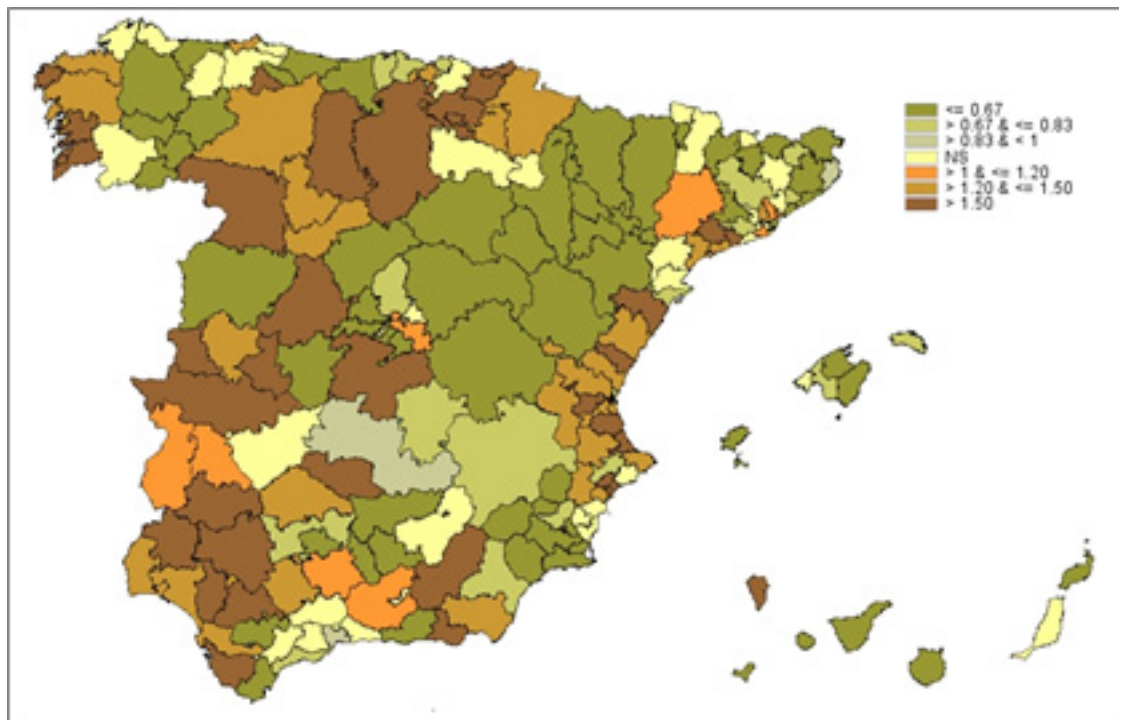 <= 0.67
> 0.67 & <= 0.83
> 0.83 & < 1
NS
> 1 & <= 1.20
> 1.20 & <= 1.50
> 1.50